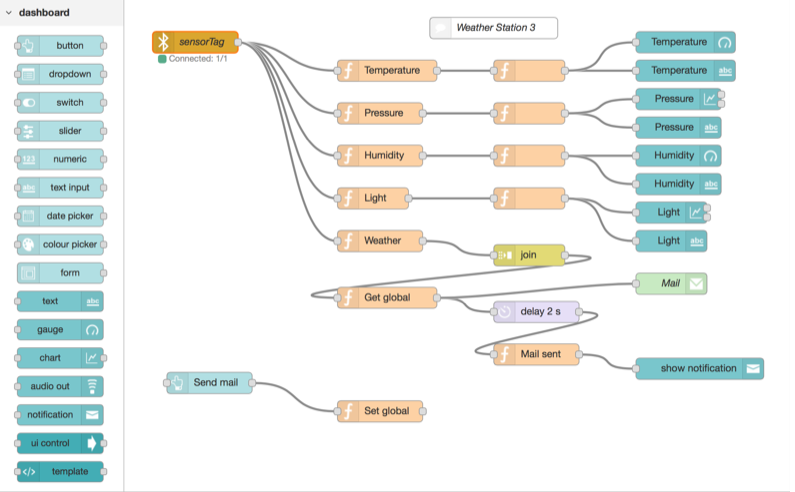 dashboard
button
dropdown
switch
slider
123 numeric
abc text input
date picker
colour picker
form
text abc
gauge
chart
audio out
notification
ui control
</> template
sensorTag
Connected: 1/1
Weather Station 3
f Temperature
f
Temperature
Temperature abc
f Pressure
f
Pressure
Pressure abc
f Humidity
f
Humidity
Humidity abc
f Light
f
Light
Light abc
f Weather
join
f Get global
Mail
delay 2 s
f Mail sent
show notification
Send mail
f Set global